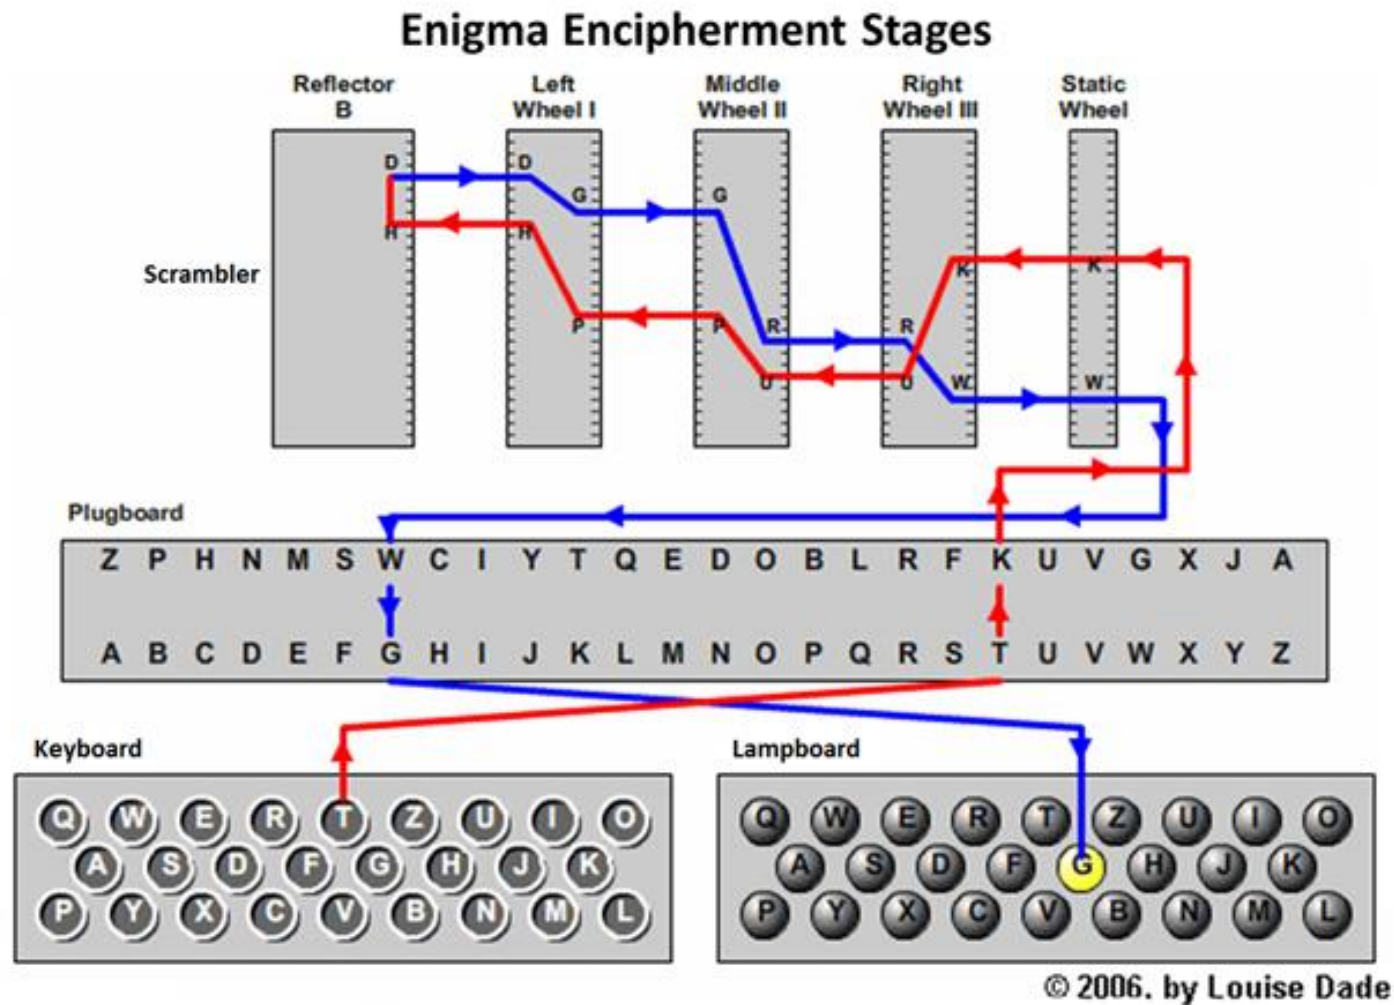 Enigma Encipherment Stages
Reflector B
Left Wheel I
Middle Wheel II
Right Wheel III
Static Wheel
D D
G G
H H
K K
P P
R R
U U
W W
Scrambler
Plugboard
Z P H N M S W C I Y T Q E D O B L R F K U V G X J A
A B C D E F G H I J K L M N O P Q R S T U V W X Y Z
Keyboard
Q W E R T Z U I O
A S D F G H J K
P Y X C V B N M L
Lampboard
Q W E R T Z U I O
A S D F G H J K
P Y X C V B N M L
© 2006. by Louise Dade